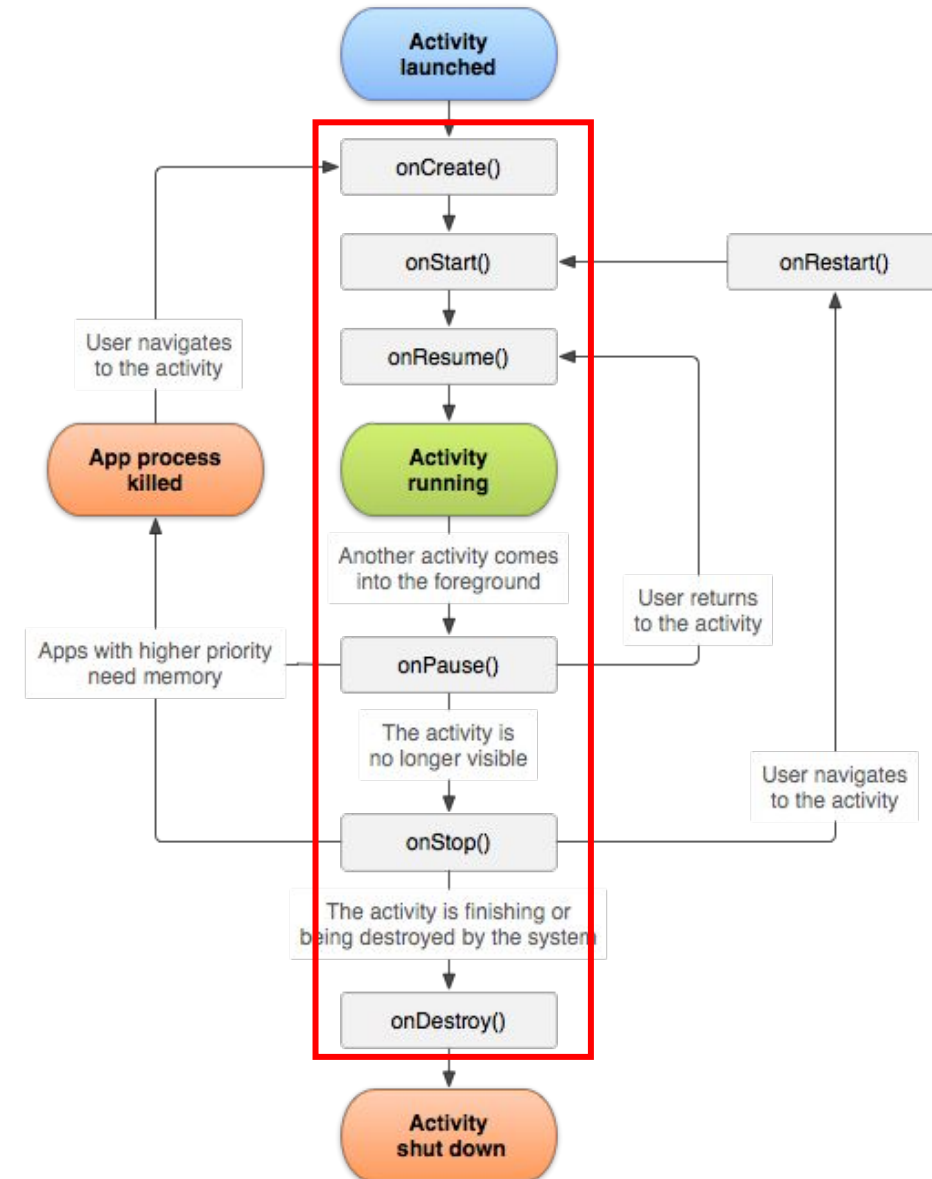 Activity
launched
onCreate()
onStart()
onRestart()
onResume()
User navigates
to the activity
App process
killed
Activity
running
Another activity comes
into the foreground
User returns
to the activity
Apps with higher priority
need memory
onPause()
The activity is
no longer visible
User navigates
to the activity
onStop()
The activity is finishing or
being destroyed by the system
onDestroy()
Activity
shut down